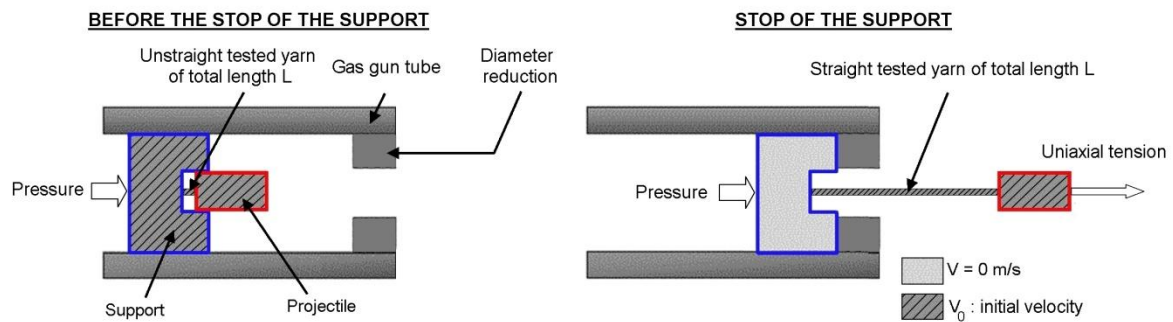 BEFORE THE STOP OF THE SUPPORT
Unstraight tested yarn
of total length L
Gas gun tube
Diameter
reduction
Pressure
Support
Projectile
STOP OF THE SUPPORT
Straight tested yarn of total length L
Uniaxial tension
Pressure
V = 0 m/s
V₀ : initial velocity